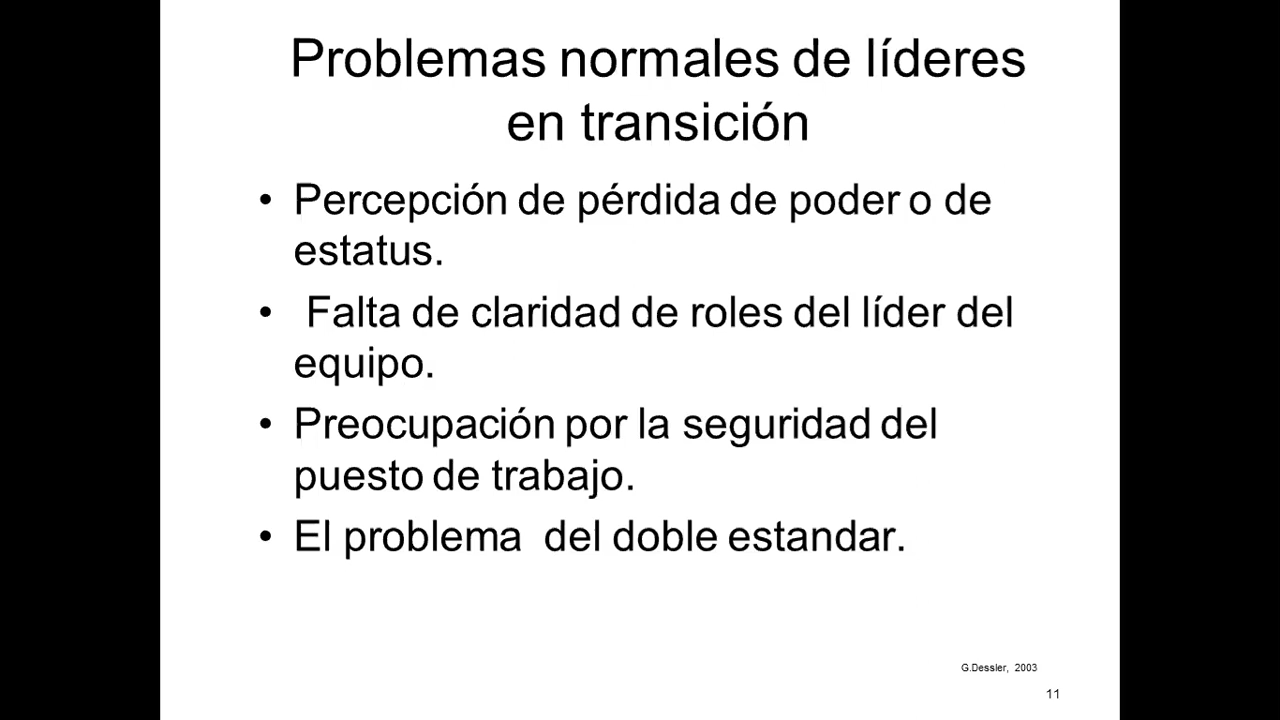 Problemas normales de líderes
en transición
• Percepción de pérdida de poder o de
estatus.
• Falta de claridad de roles del líder del
equipo.
• Preocupación por la seguridad del
puesto de trabajo.
• El problema del doble estandar.
G.Dessler, 2003
11